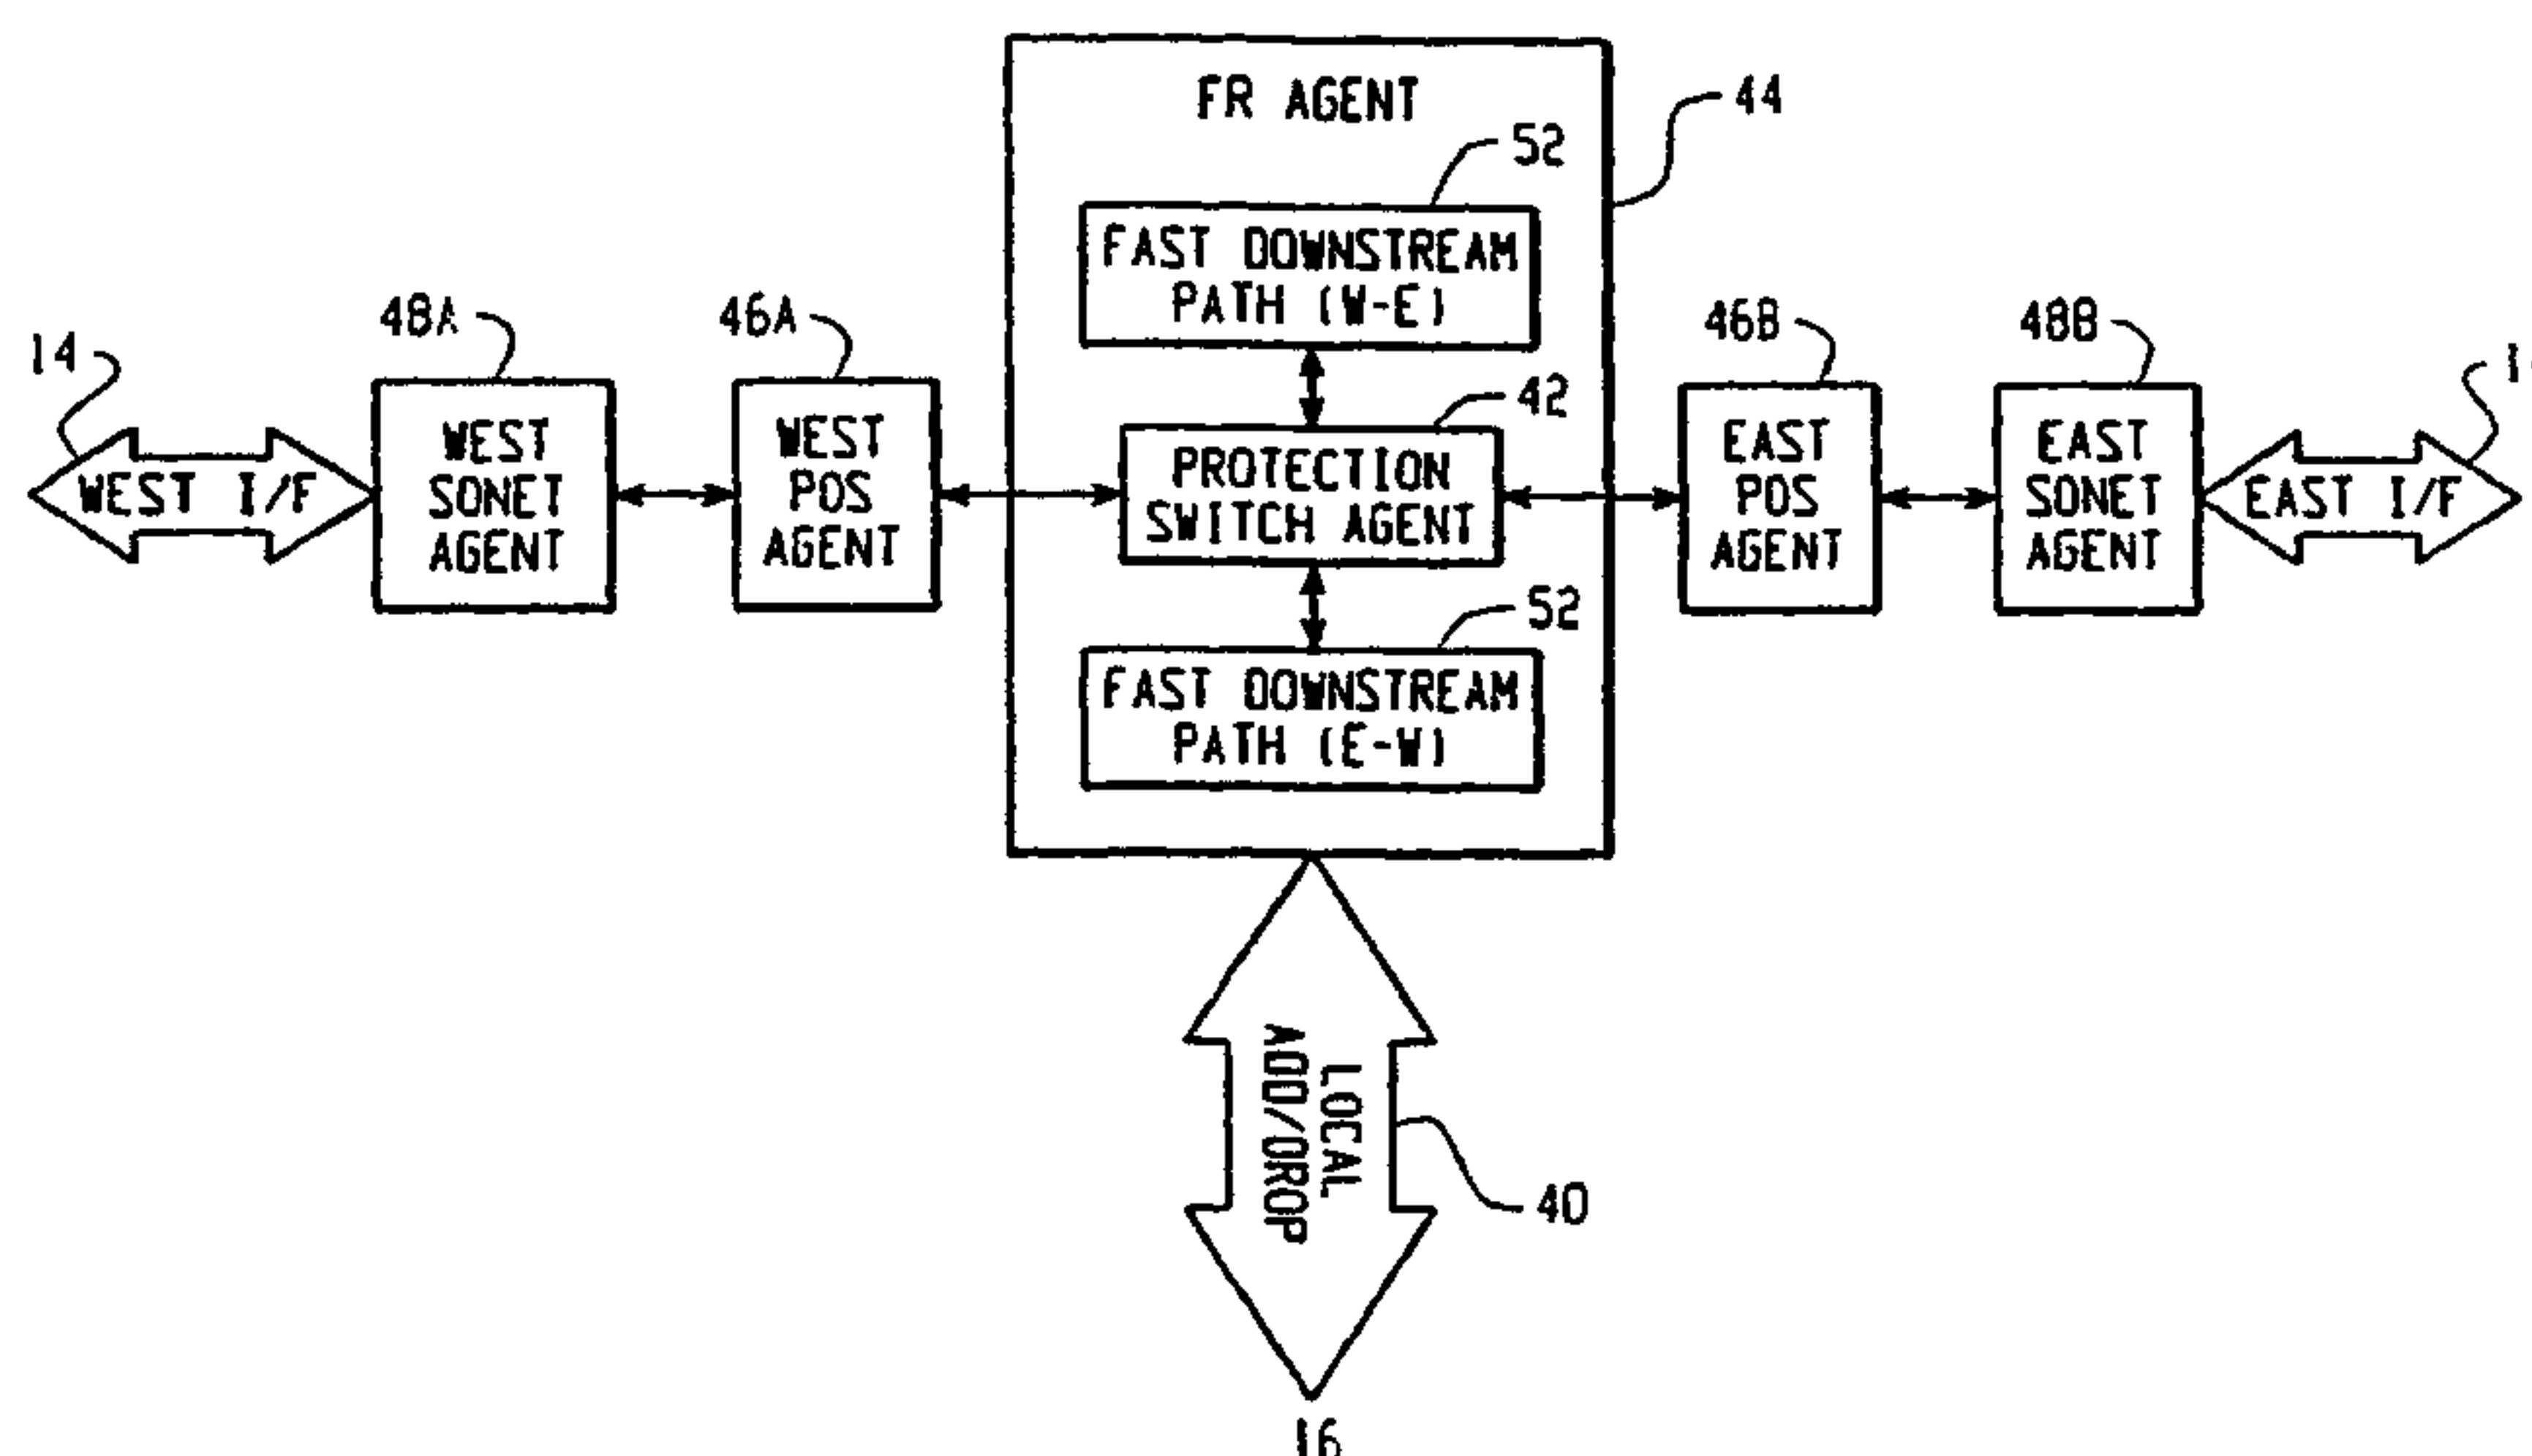 FR AGENT
44
52
FAST DOWNSTREAM
PATH (W-E)
14
48A
46A
46B
48B
42
WEST I/F
WEST
SONET
AGENT
WEST
POS
AGENT
PROTECTION
SWITCH AGENT
EAST
POS
AGENT
EAST
SONET
AGENT
EAST I/F
52
FAST DOWNSTREAM
PATH (E-W)
LOCAL
ADD/DROP
40
16